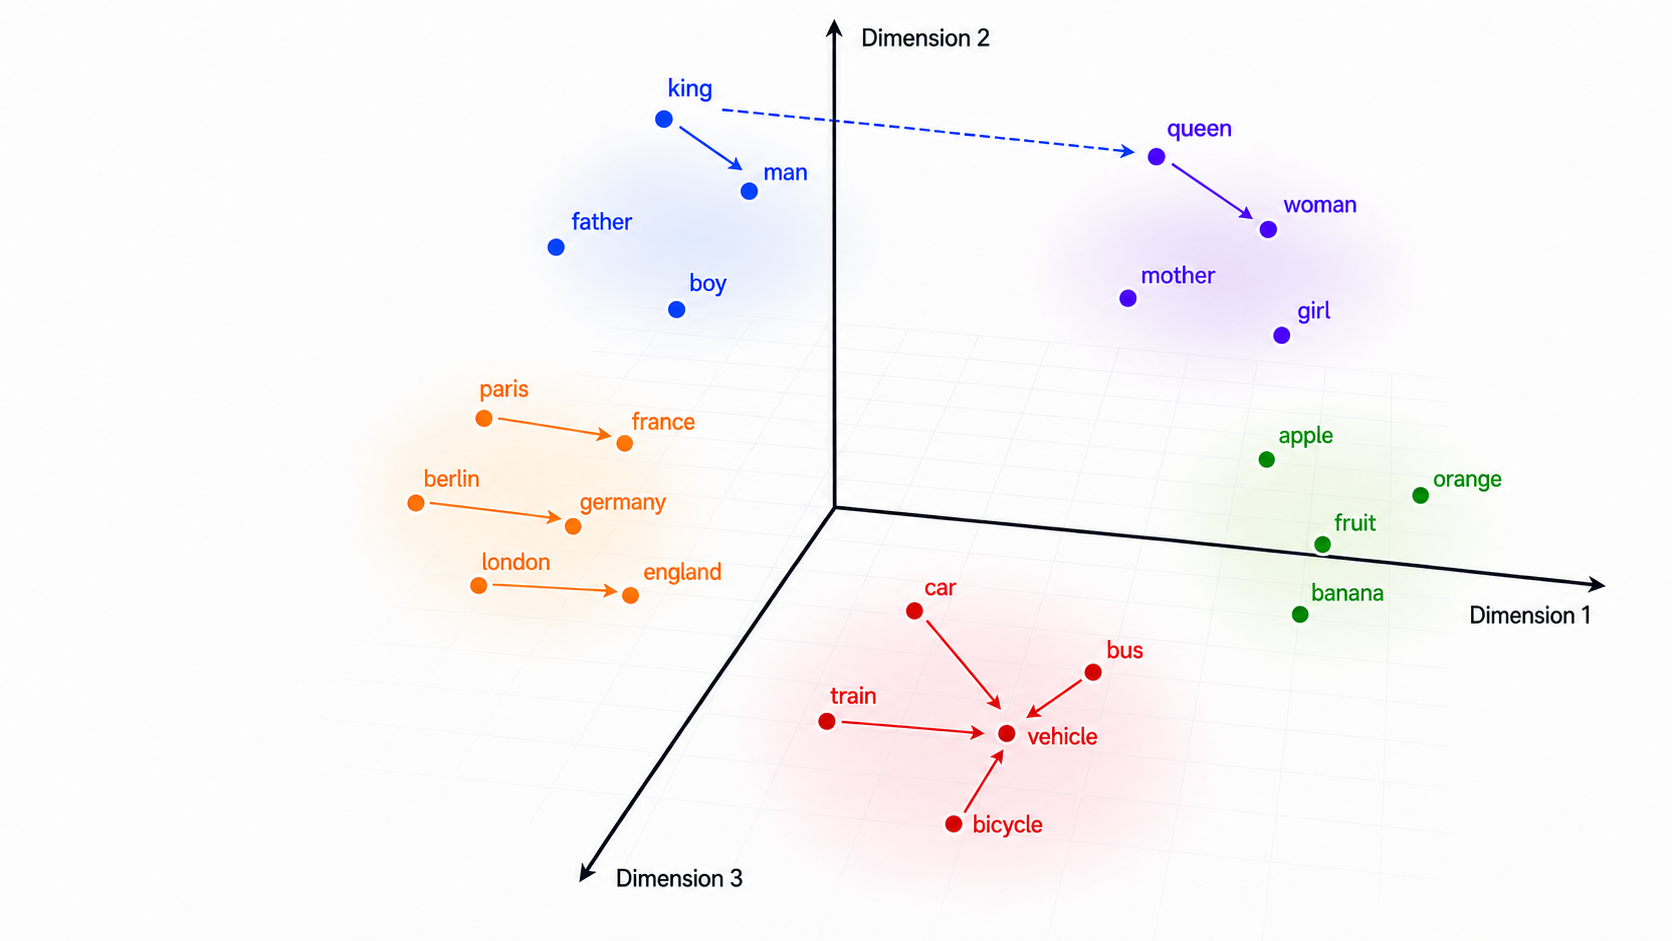 Dimension 2
king
queen
man
woman
father
mother
boy
girl
paris
france
apple
berlin
orange
germany
fruit
london
england
car
banana
Dimension 1
bus
train
vehicle
bicycle
Dimension 3